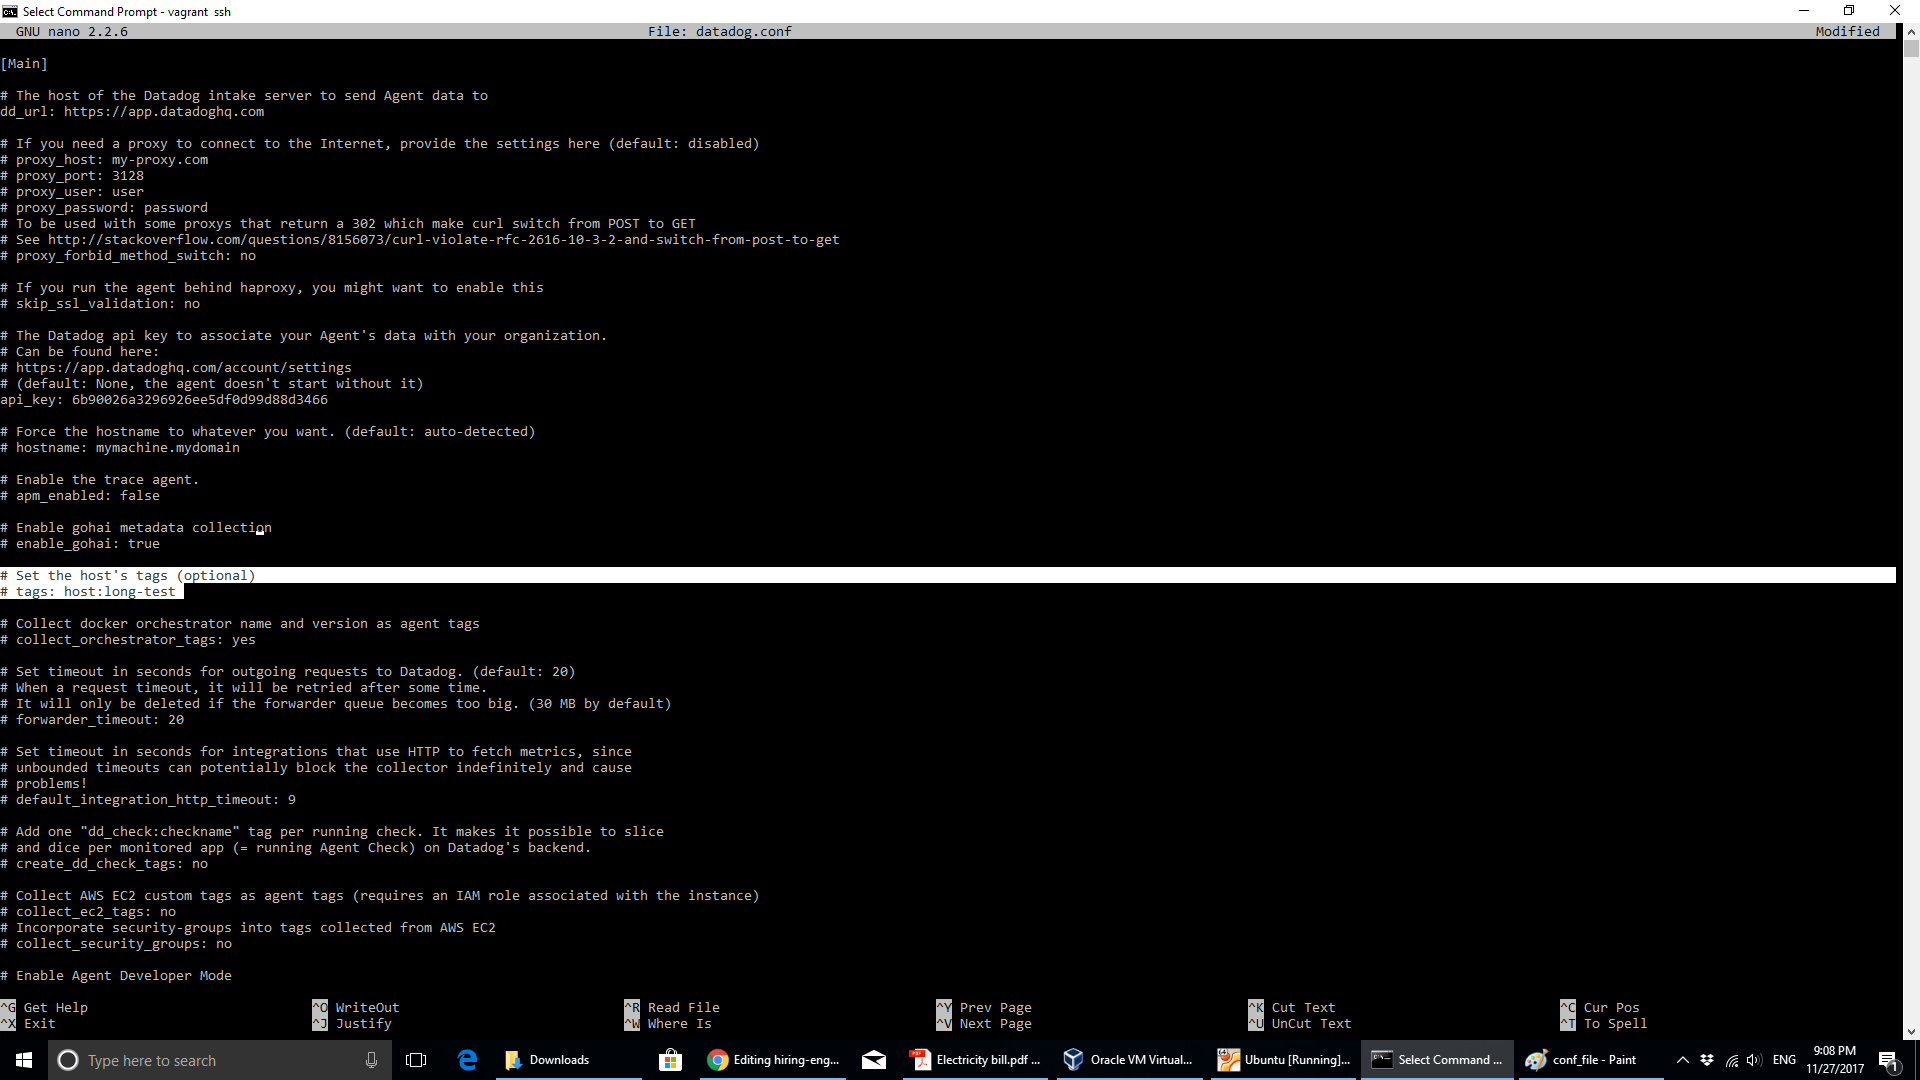 Select Command Prompt - vagrant ssh
GNU nano 2.2.6 File: datadog.conf Modified
[Main]
# The host of the Datadog intake server to send Agent data to
dd_url: https://app.datadoghq.com
# If you need a proxy to connect to the Internet, provide the settings here (default: disabled)
# proxy_host: my-proxy.com
# proxy_port: 3128
# proxy_user: user
# proxy_password: password
# To be used with some proxys that return a 302 which make curl switch from POST to GET
# See http://stackoverflow.com/questions/8156073/curl-violate-rfc-2616-10-3-2-and-switch-from-post-to-get
# proxy_forbid_method_switch: no
# If you run the agent behind haproxy, you might want to enable this
# skip_ssl_validation: no
# The Datadog api key to associate your Agent's data with your organization.
# Can be found here:
# https://app.datadoghq.com/account/settings
# (default: None, the agent doesn't start without it)
api_key: 6b90026a3296926ee5df0d99d88d3466
# Force the hostname to whatever you want. (default: auto-detected)
# hostname: mymachine.mydomain
# Enable the trace agent.
# apm_enabled: false
# Enable gohai metadata collection
# enable_gohai: true
# Set the host's tags (optional)
# tags: host:long-test
# Collect docker orchestrator name and version as agent tags
# collect_orchestrator_tags: yes
# Set timeout in seconds for outgoing requests to Datadog. (default: 20)
# When a request timeout, it will be retried after some time.
# It will only be deleted if the forwarder queue becomes too big. (30 MB by default)
# forwarder_timeout: 20
# Set timeout in seconds for integrations that use HTTP to fetch metrics, since
# unbounded timeouts can potentially block the collector indefinitely and cause
# problems!
# default_integration_http_timeout: 9
# Add one "dd_check:checkname" tag per running check. It makes it possible to slice
# and dice per monitored app (= running Agent Check) on Datadog's backend.
# create_dd_check_tags: no
# Collect AWS EC2 custom tags as agent tags (requires an IAM role associated with the instance)
# collect_ec2_tags: no
# Incorporate security-groups into tags collected from AWS EC2
# collect_security_groups: no
# Enable Agent Developer Mode
^G Get Help ^O WriteOut ^R Read File ^Y Prev Page ^K Cut Text ^C Cur Pos
^X Exit ^J Justify ^W Where Is ^V Next Page ^U UnCut Text ^T To Spell
Type here to search Downloads Editing hiring-eng... Electricity bill.pdf ... Oracle VM Virtual... Ubuntu [Running]... Select Command ... conf_file - Paint ENG 9:08 PM
11/27/2017 1